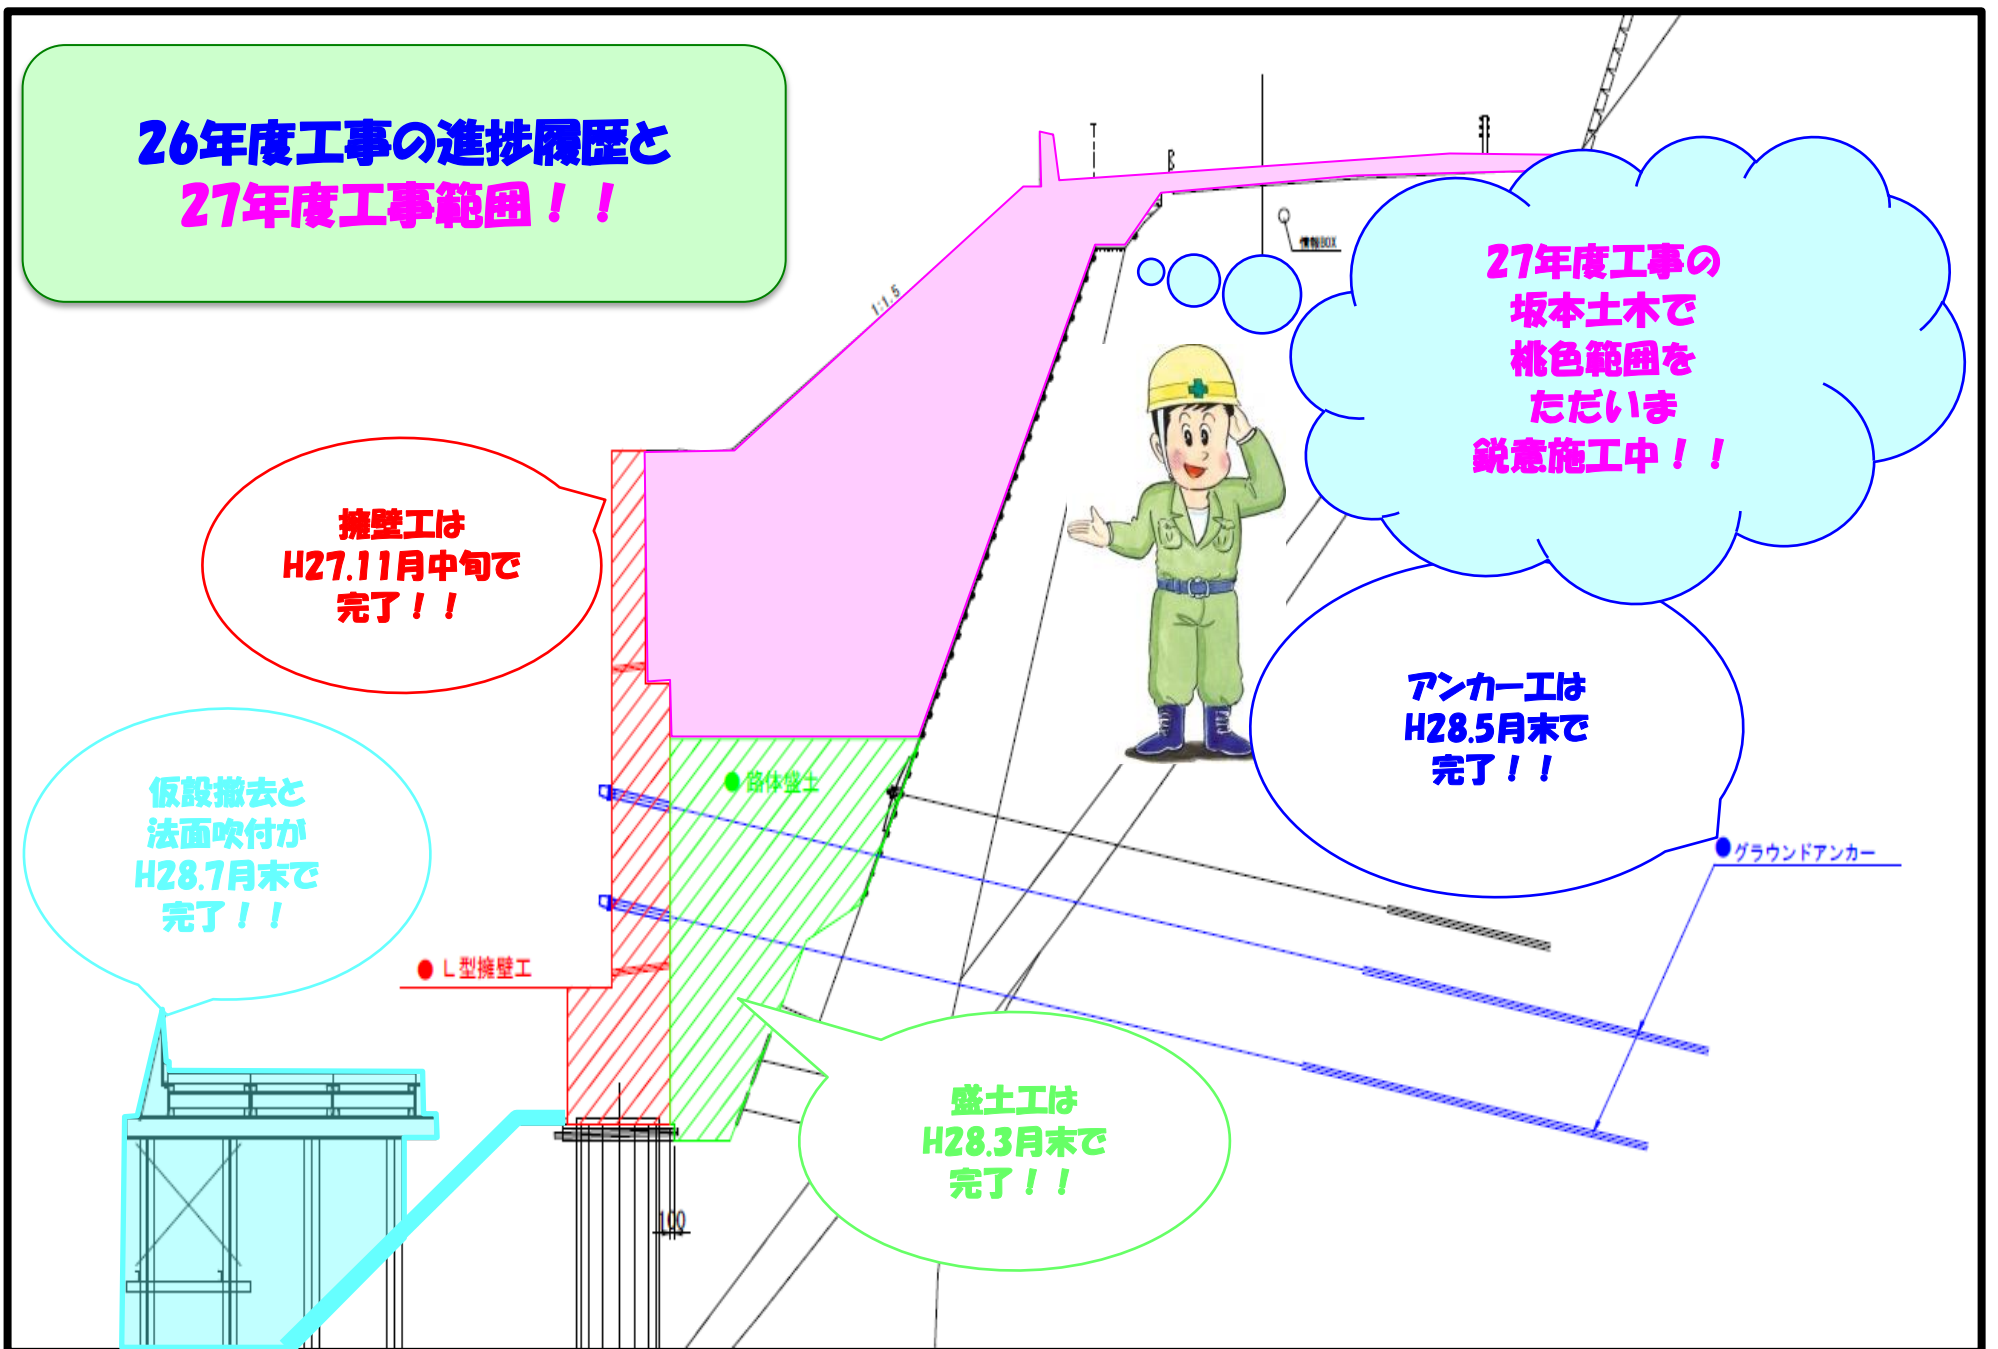 26年度工事の進捗履歴と
27年度工事範囲！！
情報BOX
1:1.5
27年度工事の
坂本土木で
桃色範囲を
ただいま
鋭意施工中！！
擁壁工は
H27.11月中旬で
完了！！
アンカー工は
H28.5月末で
完了！！
仮設撤去と
法面吹付が
H28.7月末で
完了！！
●路体盛土
●グラウンドアンカー
●L型擁壁工
盛土工は
H28.3月末で
完了！！
100